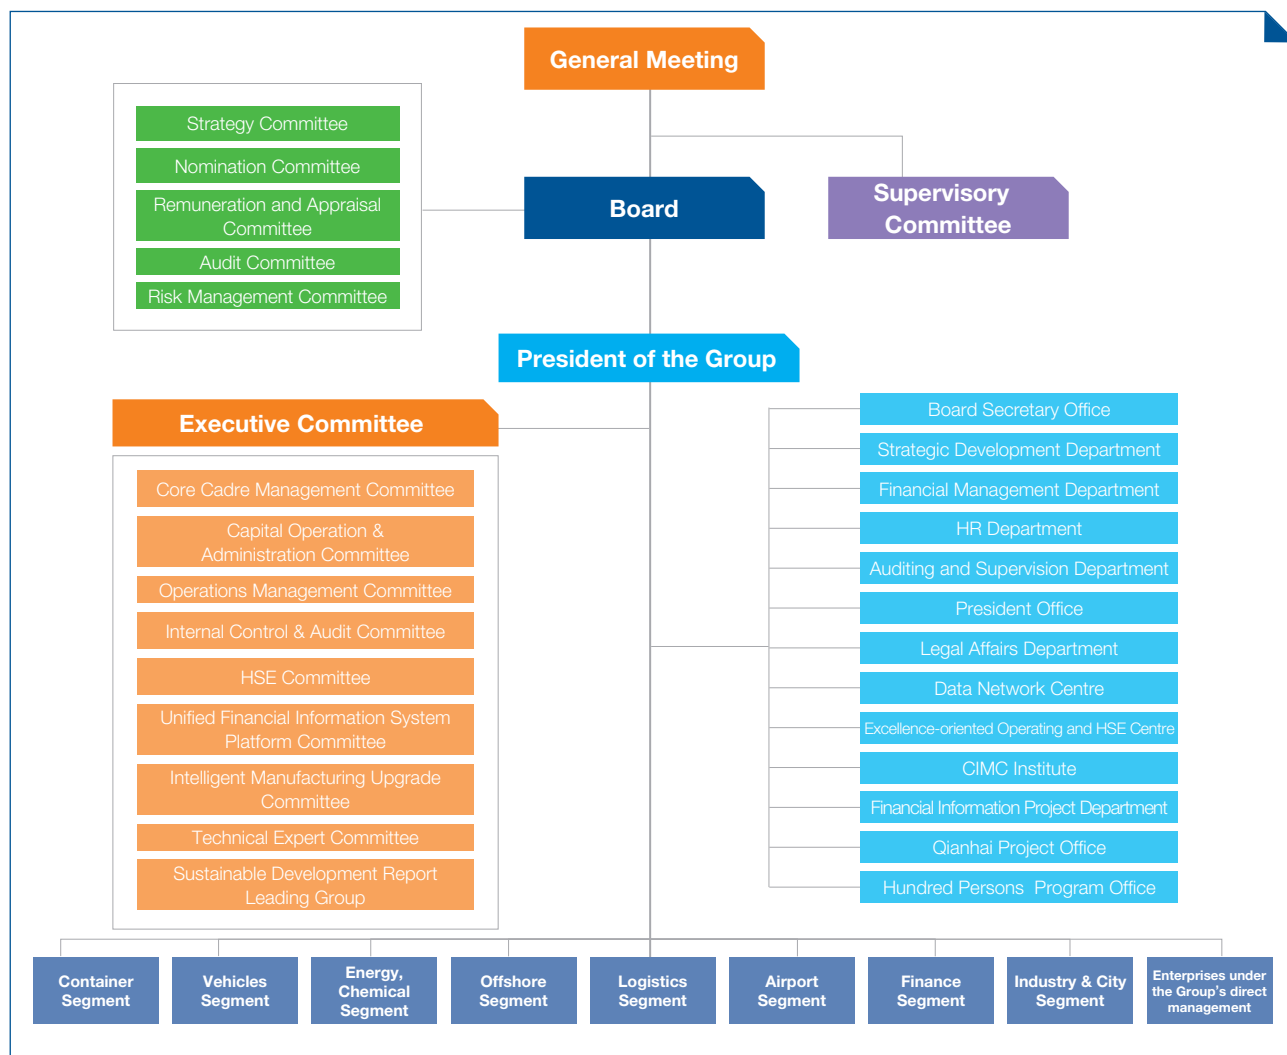 General Meeting
Strategy Committee
Nomination Committee
Remuneration and Appraisal
Committee
Audit Committee
Risk Management Committee
Board
Supervisory
Committee
President of the Group
Executive Committee
Core Cadre Management Committee
Capital Operation &
Administration Committee
Operations Management Committee
Internal Control & Audit Committee
HSE Committee
Unified Financial Information System
Platform Committee
Intelligent Manufacturing Upgrade
Committee
Technical Expert Committee
Sustainable Development Report
Leading Group
Board Secretary Office
Strategic Development Department
Financial Management Department
HR Department
Auditing and Supervision Department
President Office
Legal Affairs Department
Data Network Centre
Excellence-oriented Operating and HSE Centre
CIMC Institute
Financial Information Project Department
Qianhai Project Office
Hundred Persons Program Office
Container
Segment
Vehicles
Segment
Energy,
Chemical
Segment
Offshore
Segment
Logistics
Segment
Airport
Segment
Finance
Segment
Industry & City
Segment
Enterprises under
the Group's direct
management